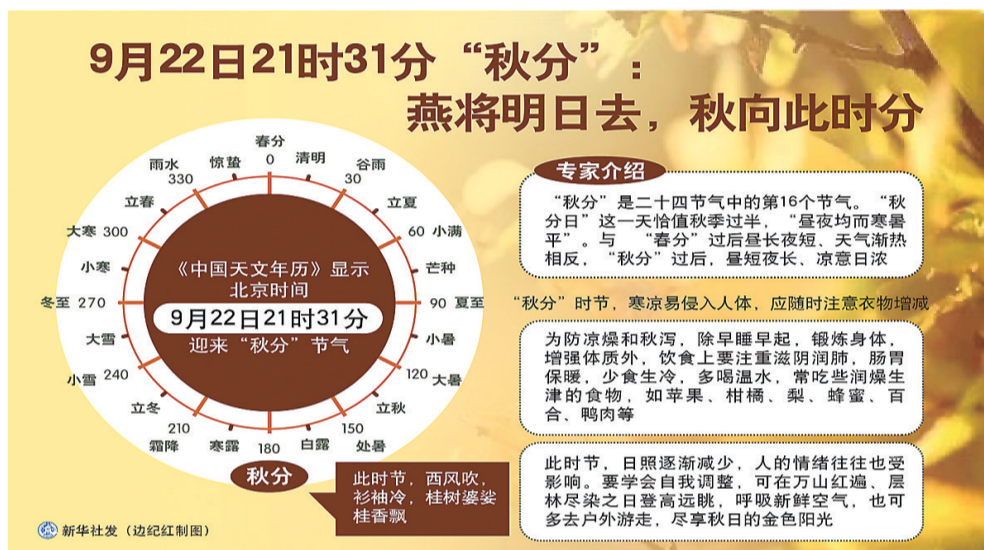 9月22日21时31分“秋分”：
燕将明日去，秋向此时分
春分
0
清明
谷雨
30
立夏
60 小满
芒种
90 夏至
小暑
120 大暑
立秋
150
处暑
白露
180
秋分
寒露
210
霜降
立冬
240
小雪
大雪
冬至 270
小寒
大寒 300
立春
330
雨水
惊蛰
《中国天文年历》显示
北京时间
9月22日21时31分
迎来“秋分”节气
此时节，西风吹，
衫袖冷，桂树婆娑
桂香飘
专家介绍
“秋分”是二十四节气中的第16个节气。“秋
分日”这一天恰值秋季过半，“昼夜均而寒暑
平”。与 “春分”过后昼长夜短、天气渐热
相反，“秋分”过后，昼短夜长、凉意日浓
“秋分”时节，寒凉易侵入人体，应随时注意衣物增减
为防凉燥和秋泻，除早睡早起，锻炼身体，
增强体质外，饮食上要注重滋阴润肺，肠胃
保暖，少食生冷，多喝温水，常吃些润燥生
津的食物，如苹果、柑橘、梨、蜂蜜、百
合、鸭肉等
此时节，日照逐渐减少，人的情绪往往也受
影响。要学会自我调整，可在万山红遍、层
林尽染之日登高远眺，呼吸新鲜空气，也可
多去户外游走，尽享秋日的金色阳光
新华社发（边纪红制图）